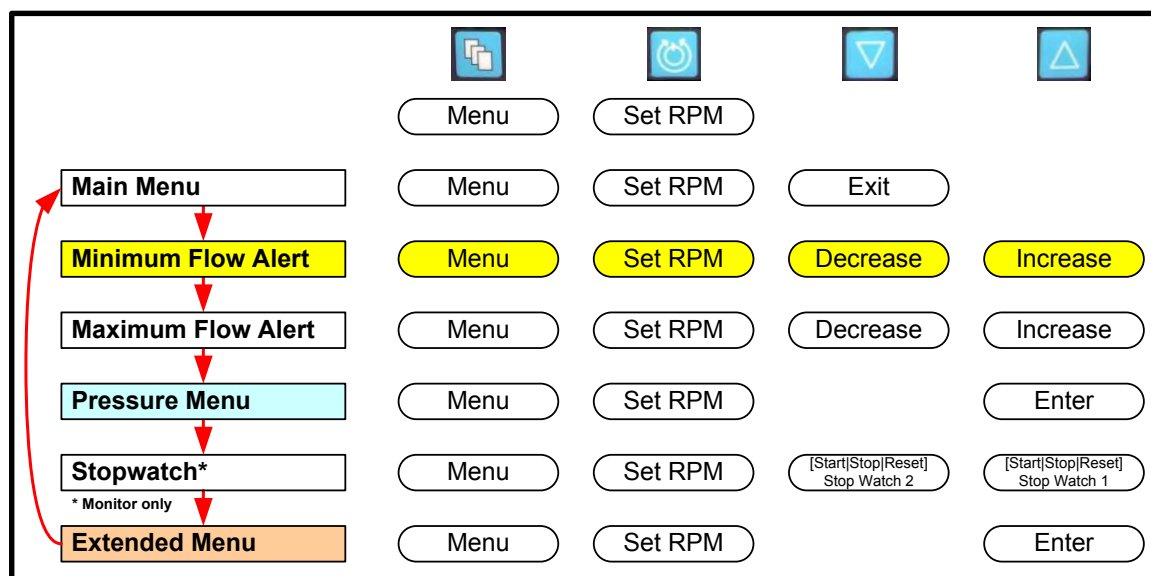 Menu Set RPM
Main Menu Menu Set RPM Exit
Minimum Flow Alert Menu Set RPM Decrease Increase
Maximum Flow Alert Menu Set RPM Decrease Increase
Pressure Menu Menu Set RPM Enter
Stopwatch* Menu Set RPM [Start|Stop|Reset] Stop Watch 2 [Start|Stop|Reset] Stop Watch 1
* Monitor only
Extended Menu Menu Set RPM Enter